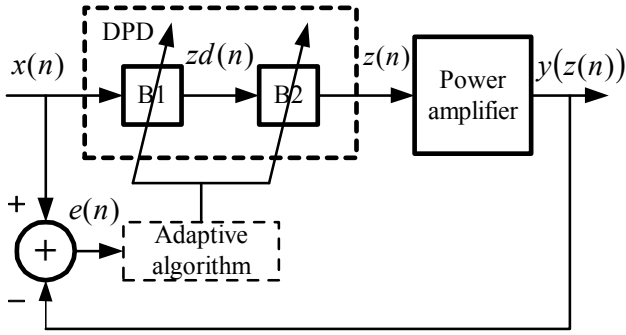 DPD
x(n)
B1
zd(n)
B2
z(n)
Power
amplifier
y(z(n))
+
e(n)
+
Adaptive
algorithm
−